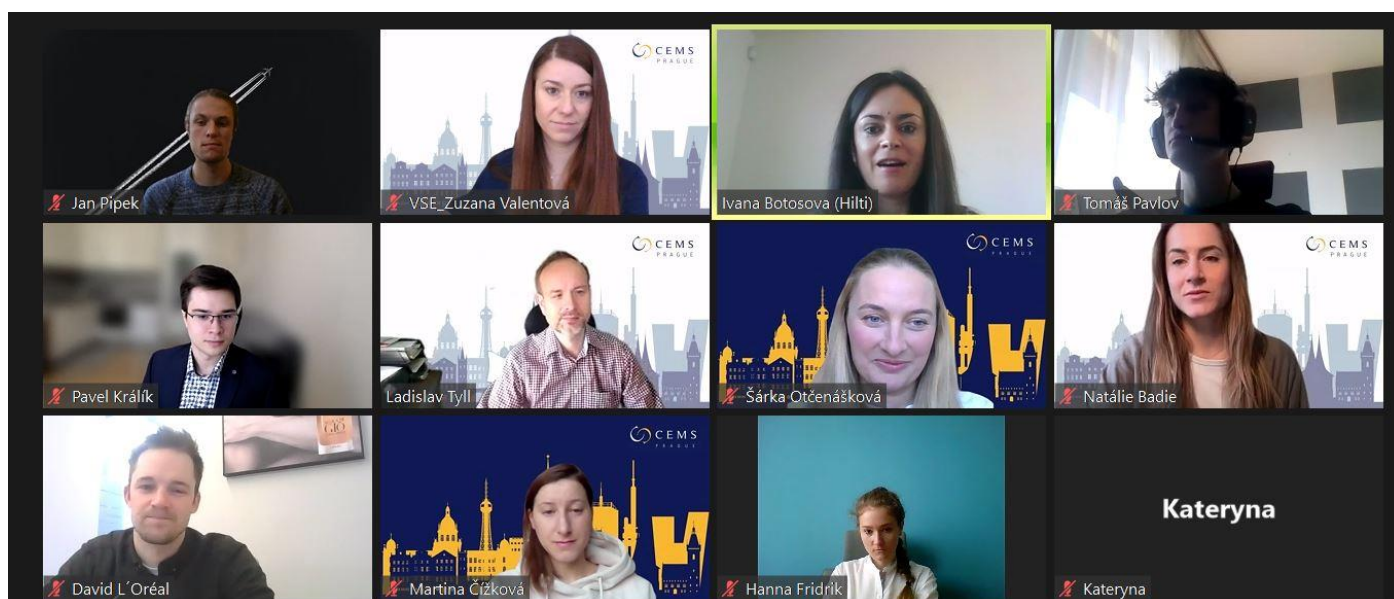 Jan Pipek
CEMS
PRAGUE
VSE_Zuzana Valentová
Ivana Botosova (Hilti)
Tomáš Pavlov
Pavel Králík
CEMS
PRAGUE
Ladislav Tyll
CEMS
PRAGUE
Šárka Otčenášková
CEMS
PRAGUE
Natálie Badie
GIÒ
David L´Oréal
CEMS
PRAGUE
Martina Čížková
Hanna Fridrik
Kateryna
Kateryna